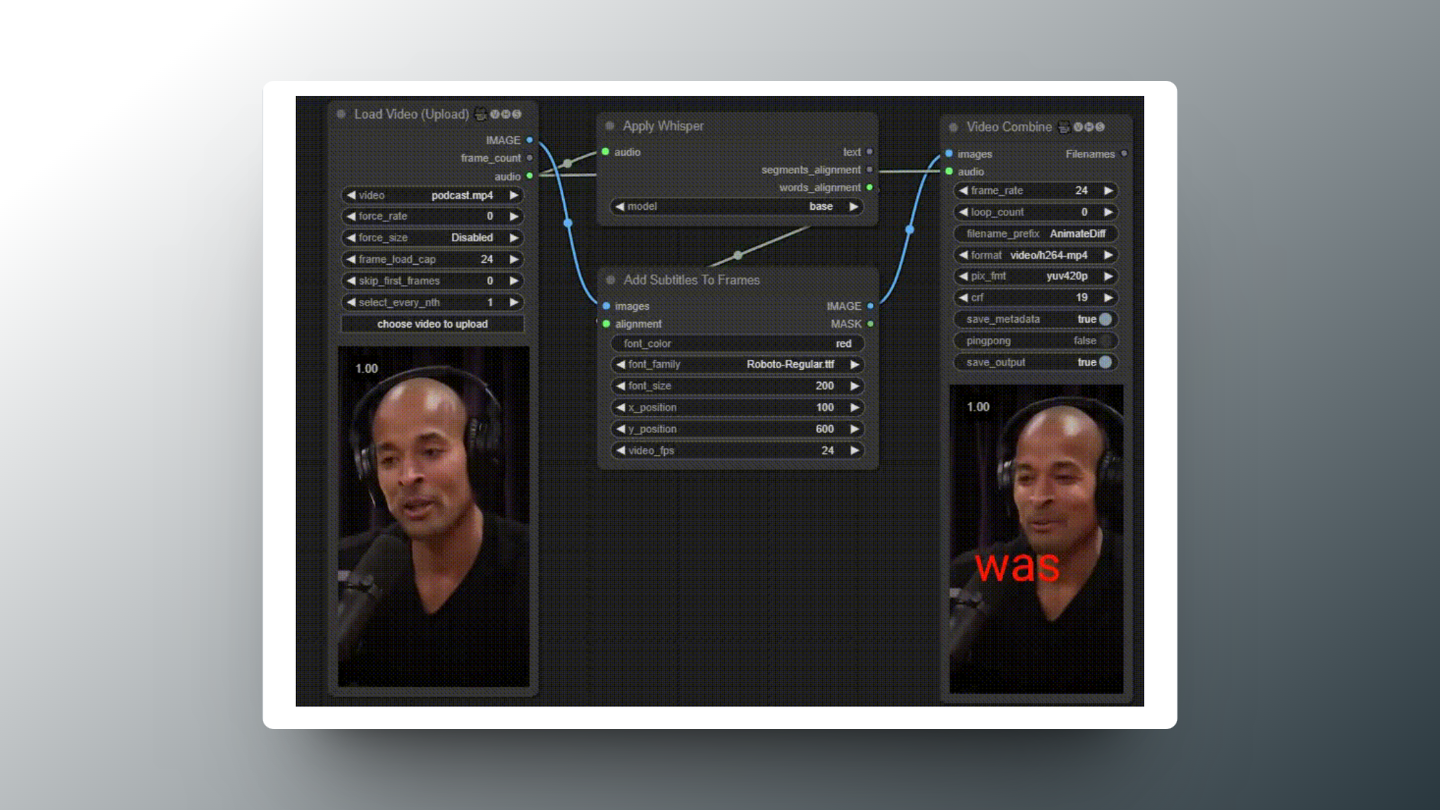 Load Video (Upload) VHS
IMAGE
frame_count
audio
video podcast.mp4
force_rate 0
force_size Disabled
frame_load_cap 24
skip_first_frames 0
select_every_nth 1
choose video to upload
1.00
Apply Whisper
audio text
segments_alignment
words_alignment
model base
Add Subtitles To Frames
images IMAGE
alignment MASK
font_color red
font_family Roboto-Regular.ttf
font_size 200
x_position 100
y_position 600
video_fps 24
Video Combine VHS
images Filenames
audio
frame_rate 24
loop_count 0
filename_prefix AnimateDiff
format video/h264-mp4
pix_fmt yuv420p
crf 19
save_metadata true
pingpong false
save_output true
1.00
was